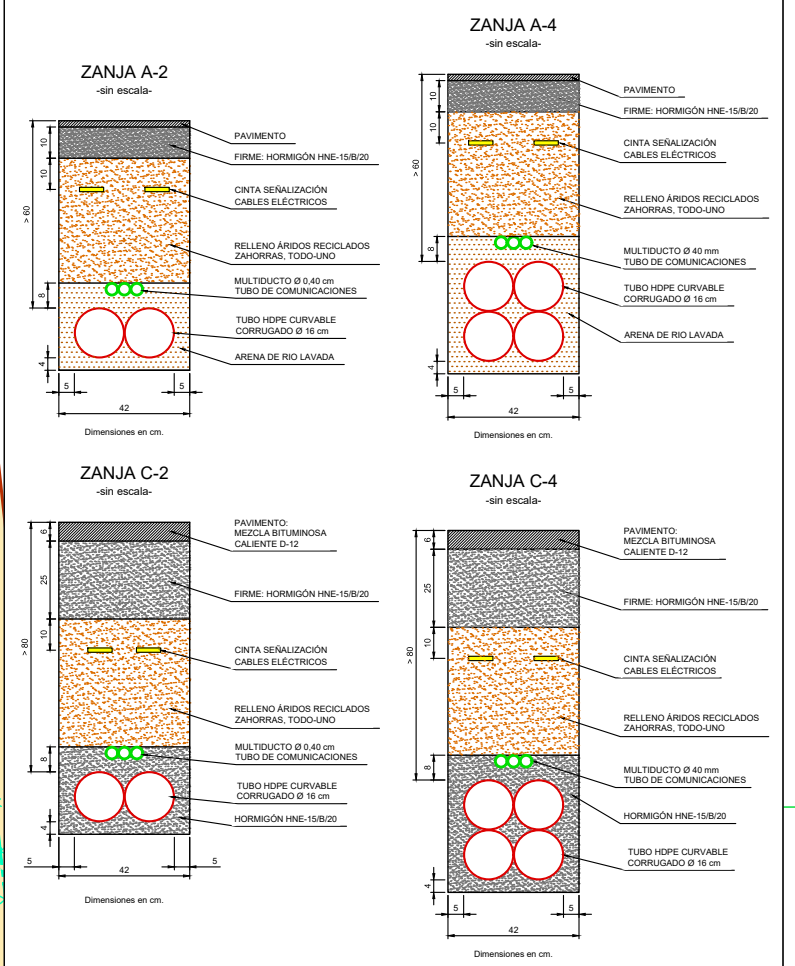 ZANJA A-2
-sin escala-
PAVIMENTO
FIRME: HORMIGÓN HNE-15/B/20
CINTA SEÑALIZACIÓN
CABLES ELÉCTRICOS
RELLENO ÁRIDOS RECICLADOS
ZAHORRAS, TODO-UNO
MULTIDUCTO Ø 0,40 cm
TUBO DE COMUNICACIONES
TUBO HDPE CURVABLE
CORRUGADO Ø 16 cm
ARENA DE RIO LAVADA
10
10
> 60
8
4
5
5
42
Dimensiones en cm.
ZANJA A-4
-sin escala-
PAVIMENTO
FIRME: HORMIGÓN HNE-15/B/20
CINTA SEÑALIZACIÓN
CABLES ELÉCTRICOS
RELLENO ÁRIDOS RECICLADOS
ZAHORRAS, TODO-UNO
MULTIDUCTO Ø 40 mm
TUBO DE COMUNICACIONES
TUBO HDPE CURVABLE
CORRUGADO Ø 16 cm
ARENA DE RIO LAVADA
10
10
> 60
8
4
5
5
42
Dimensiones en cm.
ZANJA C-2
-sin escala-
PAVIMENTO:
MEZCLA BITUMINOSA
CALIENTE D-12
FIRME: HORMIGÓN HNE-15/B/20
CINTA SEÑALIZACIÓN
CABLES ELÉCTRICOS
RELLENO ÁRIDOS RECICLADOS
ZAHORRAS, TODO-UNO
MULTIDUCTO Ø 0,40 cm
TUBO DE COMUNICACIONES
TUBO HDPE CURVABLE
CORRUGADO Ø 16 cm
HORMIGÓN HNE-15/B/20
6
25
10
> 80
8
4
5
5
42
Dimensiones en cm.
ZANJA C-4
-sin escala-
PAVIMENTO:
MEZCLA BITUMINOSA
CALIENTE D-12
FIRME: HORMIGÓN HNE-15/B/20
CINTA SEÑALIZACIÓN
CABLES ELÉCTRICOS
RELLENO ÁRIDOS RECICLADOS
ZAHORRAS, TODO-UNO
MULTIDUCTO Ø 40 mm
TUBO DE COMUNICACIONES
HORMIGÓN HNE-15/B/20
TUBO HDPE CURVABLE
CORRUGADO Ø 16 cm
6
25
10
> 80
8
4
5
5
42
Dimensiones en cm.